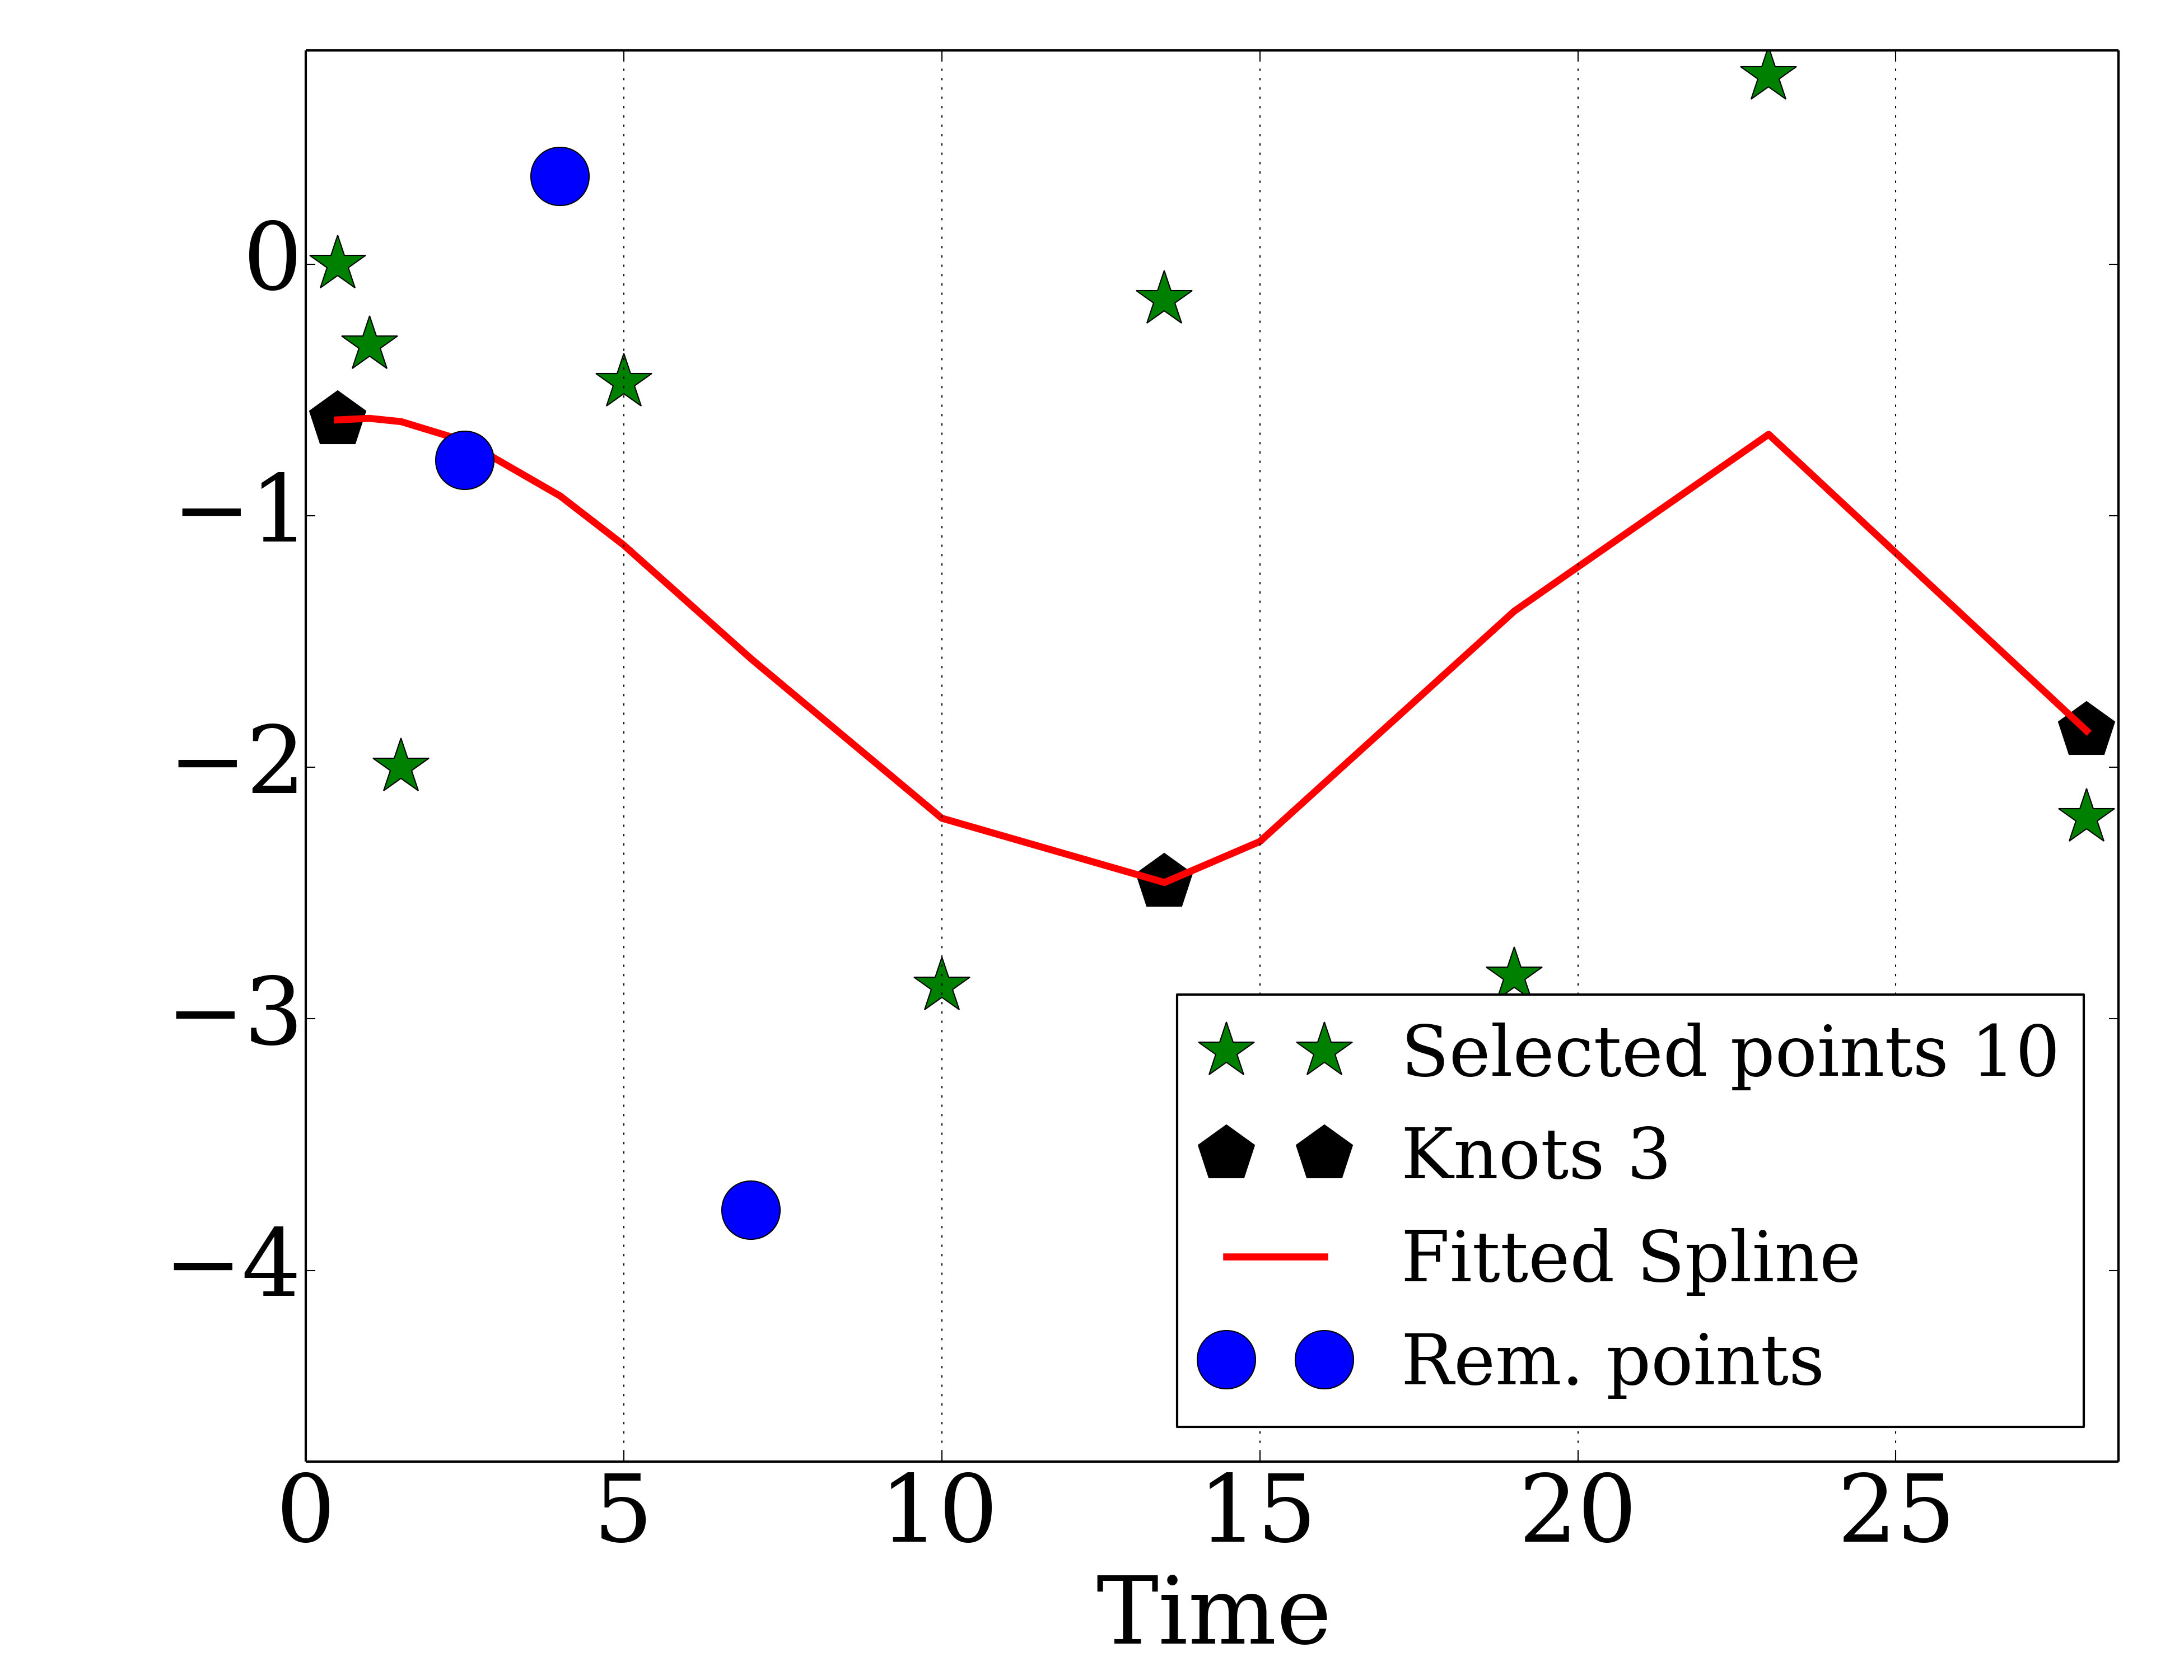 0
−1
−2
−3
−4
Selected points 10
Knots 3
Fitted Spline
Rem. points
0 5 10 15 20 25
Time